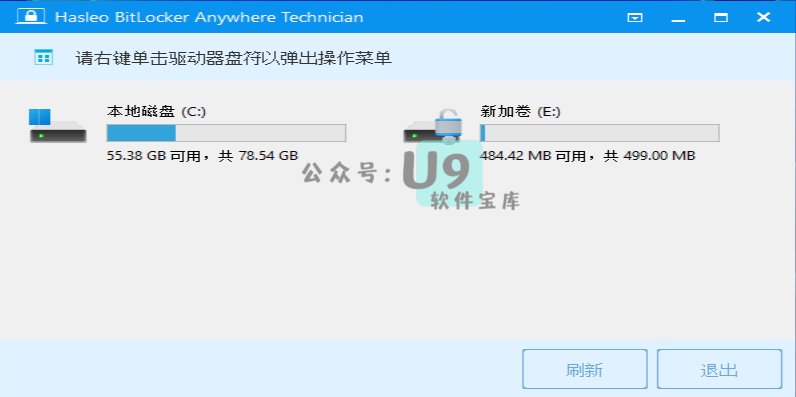 Hasleo BitLocker Anywhere Technician
请右键单击驱动器盘符以弹出操作菜单
本地磁盘 (C:)
55.38 GB 可用，共 78.54 GB
新加卷 (E:)
484.42 MB 可用，共 499.00 MB
公众号: U9
软件宝库
刷新
退出